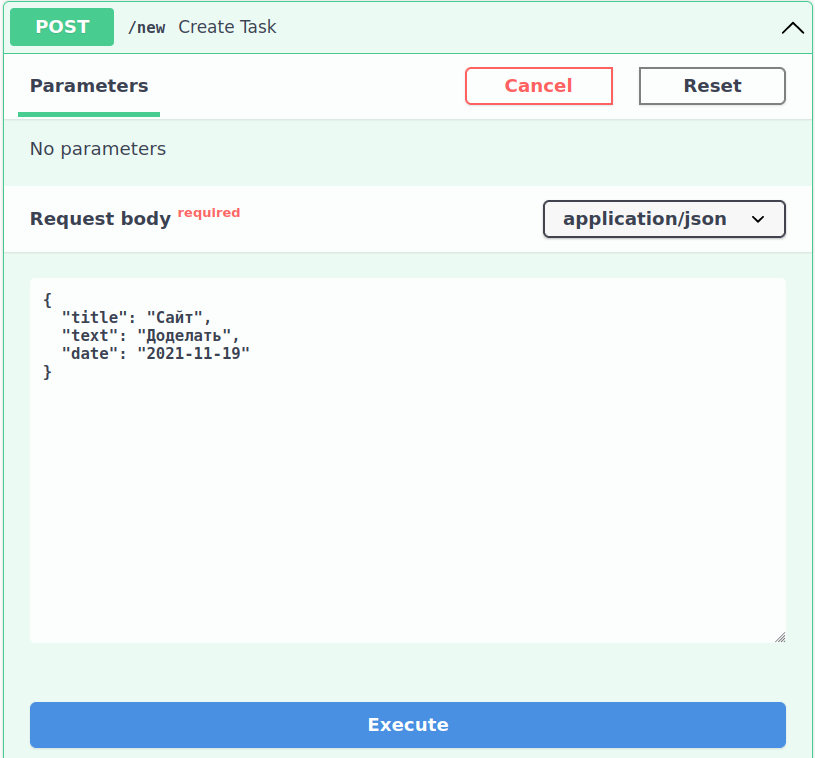 POST /new Create Task
Parameters Cancel Reset
No parameters
Request body required application/json
{
  "title": "Сайт",
  "text": "Доделать",
  "date": "2021-11-19"
}
Execute